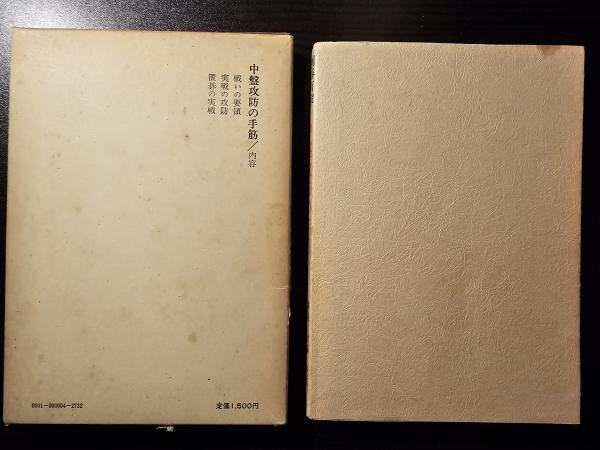 中盤攻防の手筋/内容
戦いの要領
実戦の攻防
置碁の実戦
0001-000004-2732
定価1,500円